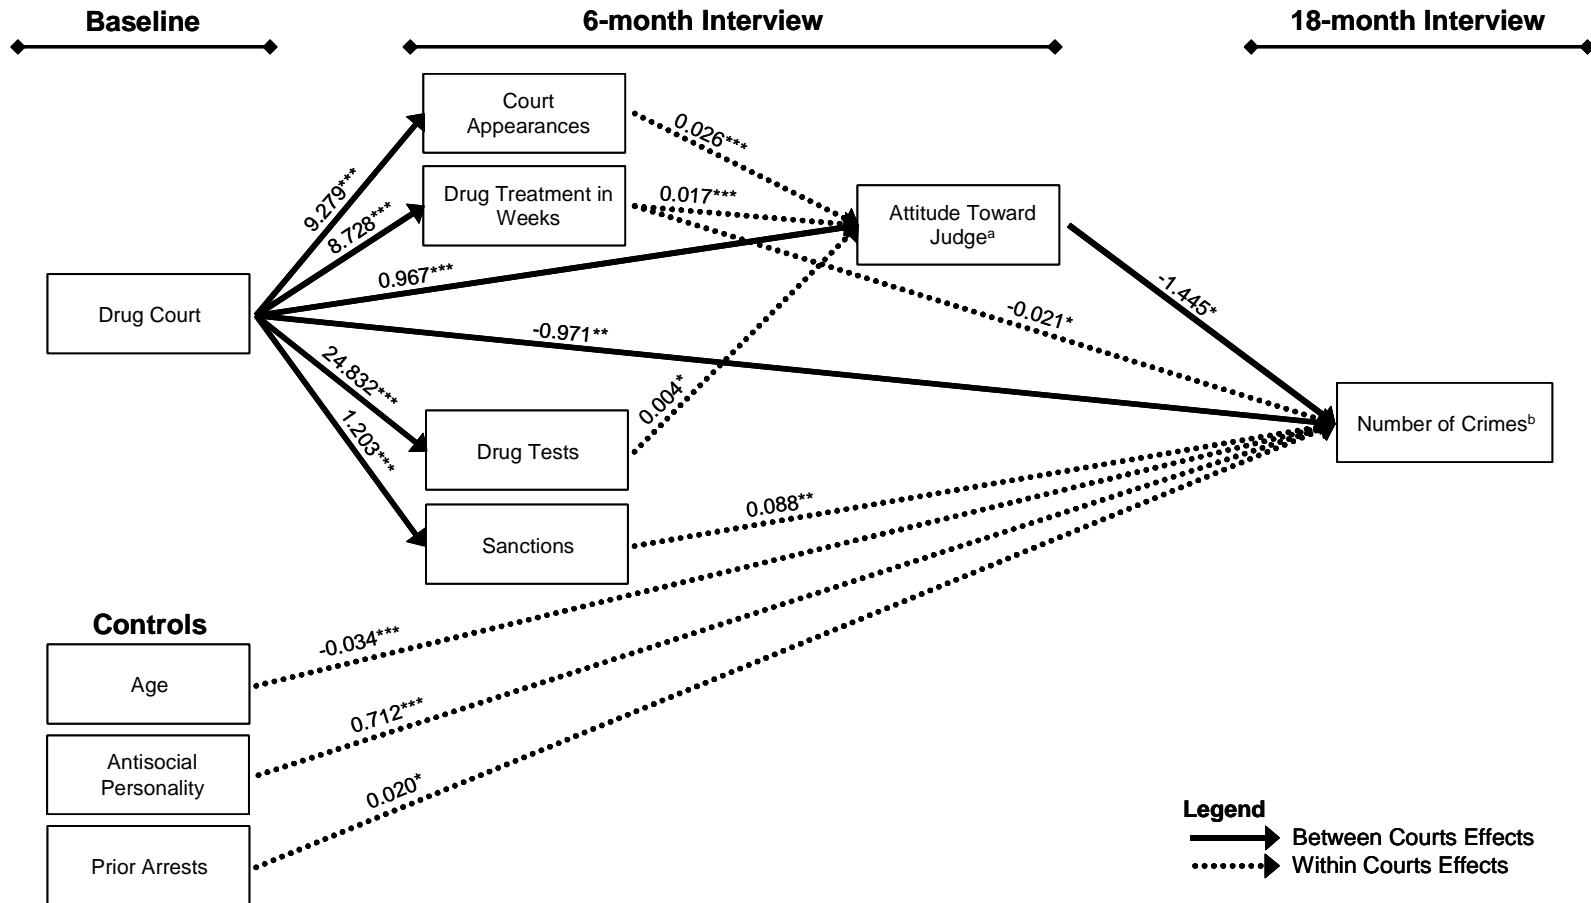 Baseline
6-month Interview
18-month Interview
Court
Appearances
0.026***
9.279***
Drug Treatment in
Weeks
0.017***
8.728***
Attitude Toward
Judgeᵃ
0.967***
Drug Court
-0.971**
-0.021*
-1.445*
24.832***
1.203***
0.004*
Drug Tests
Number of Crimesᵇ
Sanctions
0.088**
Controls
Age
-0.034***
Antisocial
Personality
0.712***
Prior Arrests
0.020*
Legend
Between Courts Effects
Within Courts Effects